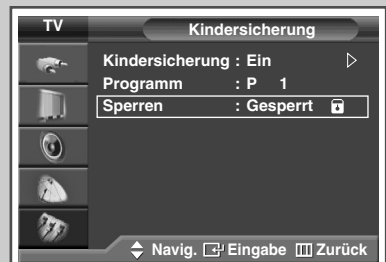 TV
Kindersicherung
Kindersicherung : Ein
Programm : P 1
Sperren : Gesperrt
Navig. Eingabe Zurück